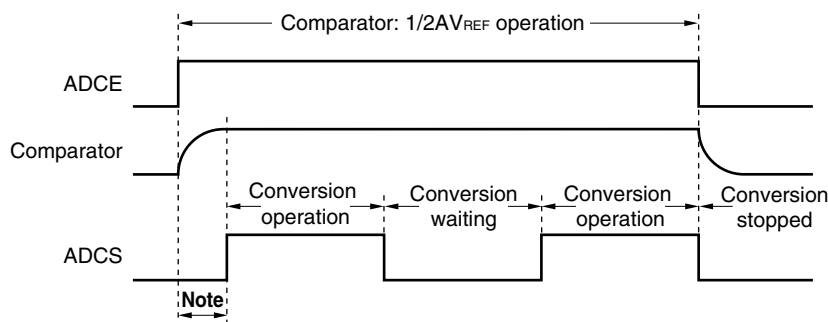 Comparator: 1/2AVREF operation
ADCE
Comparator
Conversion operation
Conversion waiting
Conversion operation
Conversion stopped
ADCS
Note